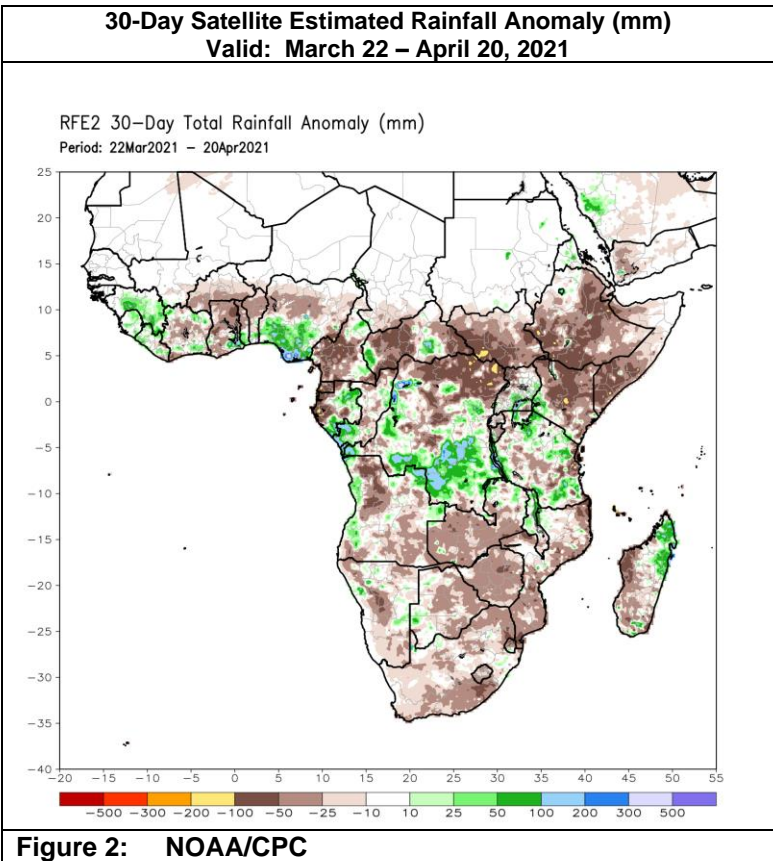 30-Day Satellite Estimated Rainfall Anomaly (mm)
Valid: March 22 – April 20, 2021
RFE2 30-Day Total Rainfall Anomaly (mm)
Period: 22Mar2021 - 20Apr2021
25
20
15
10
5
0
-5
-10
-15
-20
-25
-30
-35
-40
-20 -15 -10 -5 0 5 10 15 20 25 30 35 40 45 50 55
-500 -300 -200 -100 -50 -25 -10 10 25 50 100 200 300 500
Figure 2: NOAA/CPC